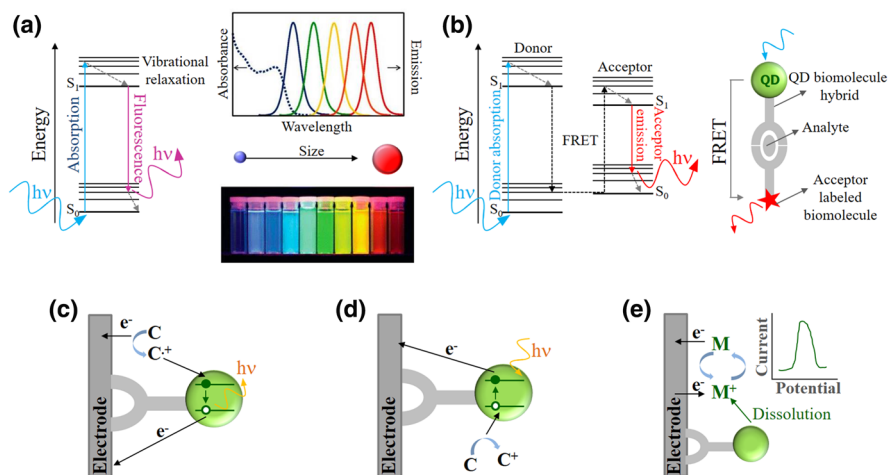 (a)
Energy
hν
Absorption
S₁
S₀
Vibrational
relaxation
Fluorescence
hν
Absorbance
Emission
Wavelength
Size
(b)
Energy
hν
Donor absorption
Donor
S₁
S₀
FRET
Acceptor
S₁
S₀
Acceptor
emission
hν
FRET
QD
QD biomolecule
hybrid
Analyte
Acceptor
labeled
biomolecule
(c)
Electrode
e⁻
C
C·⁺
hν
e⁻
(d)
Electrode
e⁻
hν
C C⁺
(e)
Electrode
e⁻
M
e⁻
M⁺
Dissolution
Current
Potential